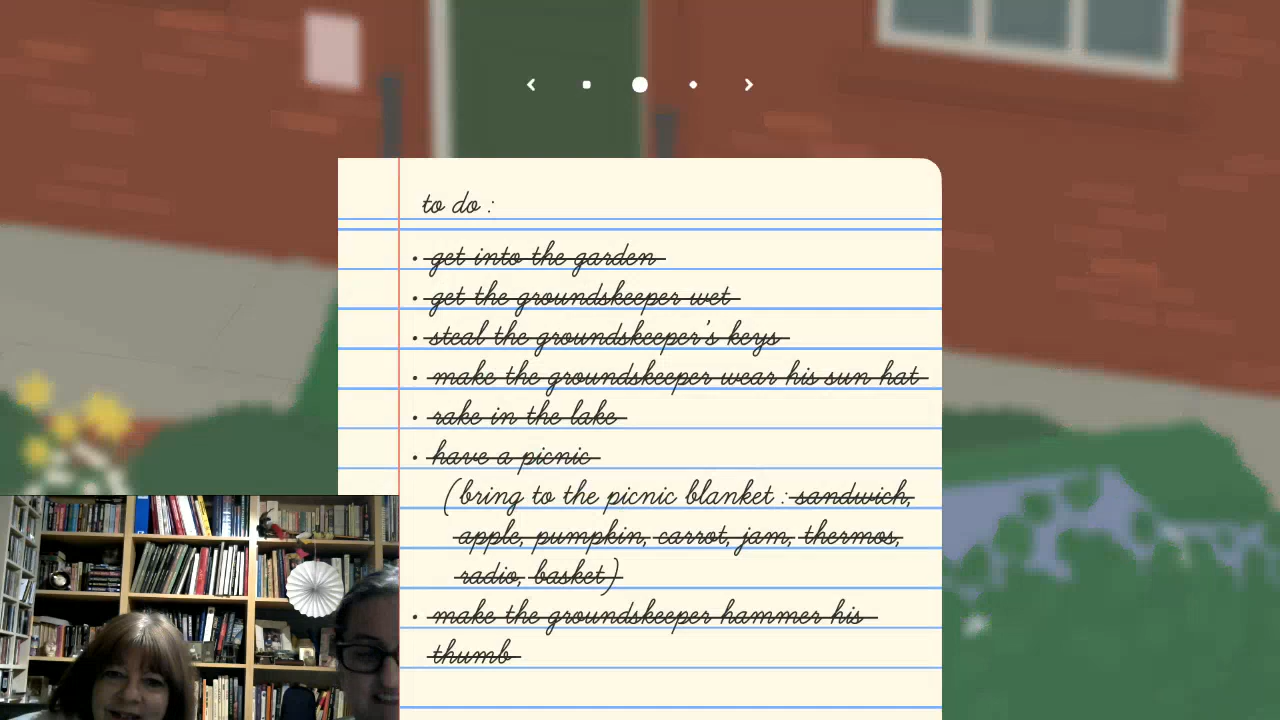 to do :
• get into the garden
• get the groundskeeper wet
• steal the groundskeeper's keys
• make the groundskeeper wear his sun hat
• rake in the lake
• have a picnic
(bring to the picnic blanket : sandwich,
apple, pumpkin, carrot, jam, thermos,
radio, basket)
• make the groundskeeper hammer his
thumb